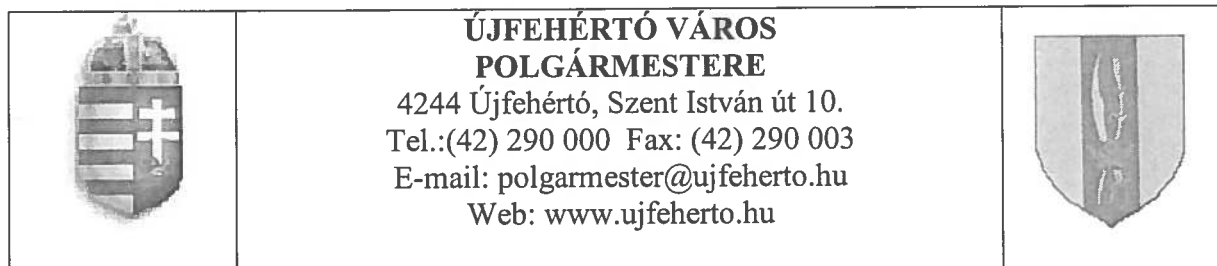 ÚJFEHÉRTÓ VÁROS
POLGÁRMESTERE
4244 Újfehértó, Szent István út 10.
Tel.:(42) 290 000 Fax: (42) 290 003
E-mail: polgarmester@ujfeherto.hu
Web: www.ujfeherto.hu